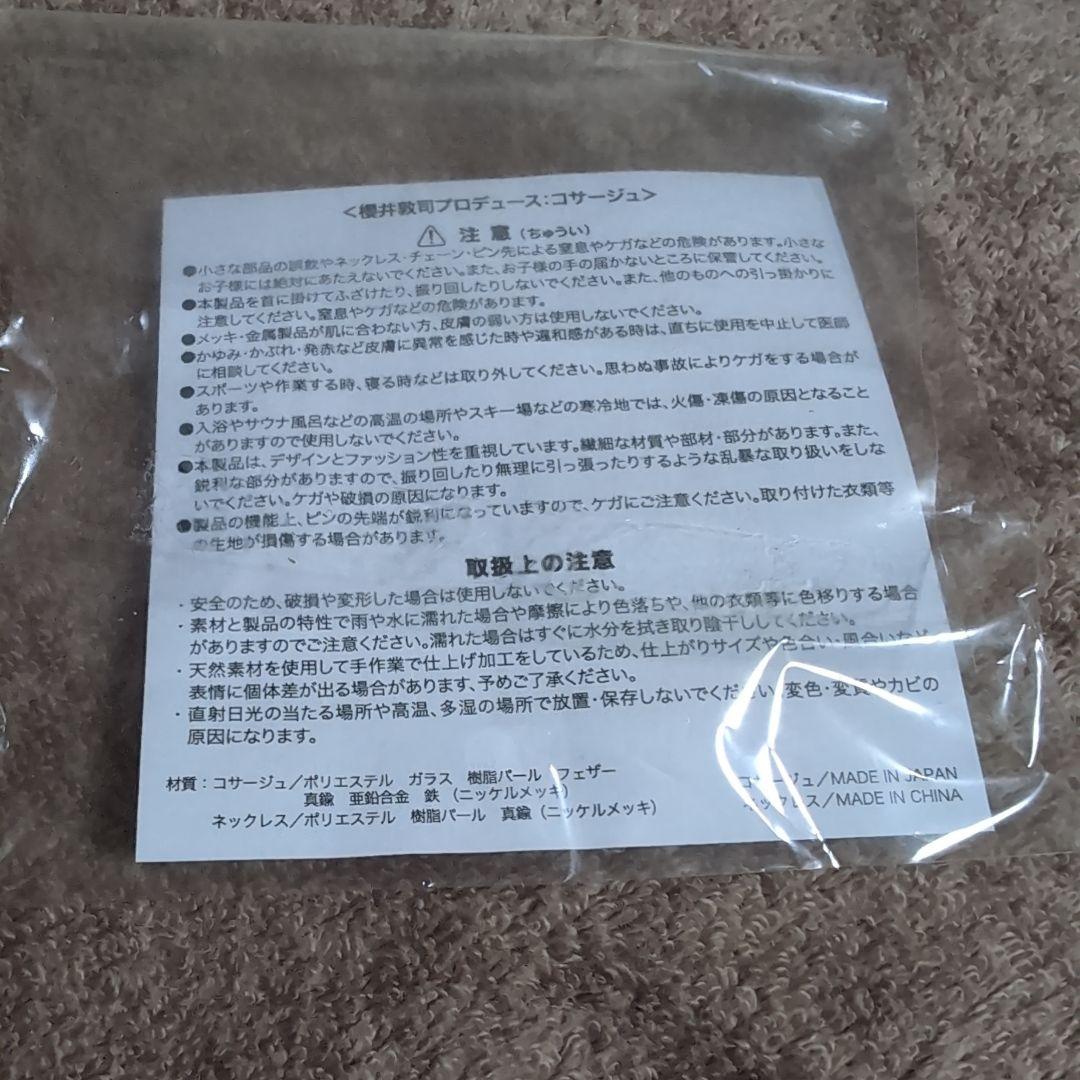 ＜櫻井敦司プロデュース：コサージュ＞
⚠ 注 意（ちゅうい）
●小さな部品の誤飲やネックレス・チェーン・ピン先による窒息やケガなどの危険があります。小さな
お子様には絶対にあたえないでください。また、お子様の手の届かないところに保管してください。
●本製品を首に掛けてふざけたり、振り回したりしないでください。また、他のものへの引っ掛かりに
注意してください。窒息やケガなどの危険があります。
●メッキ・金属製品が肌に合わない方、皮膚の弱い方は使用しないでください。
●かゆみ・かぶれ・発赤など皮膚に異常を感じた時や違和感がある時は、直ちに使用を中止して医師
に相談してください。
●スポーツや作業する時、寝る時などは取り外してください。思わぬ事故によりケガをする場合が
あります。
●入浴やサウナ風呂などの高温の場所やスキー場などの寒冷地では、火傷・凍傷の原因となること
がありますので使用しないでください。
●本製品は、デザインとファッション性を重視しています。繊細な材質や部材・部分があります。また、
鋭利な部分がありますので、振り回したり無理に引っ張ったりするような乱暴な取り扱いをしな
いでください。ケガや破損の原因になります。
●製品の機能上、ピンの先端が鋭利になっていますので、ケガにご注意ください。取り付けた衣類等
の生地が損傷する場合があります。
取扱上の注意
・安全のため、破損や変形した場合は使用しないでください。
・素材と製品の特性で雨や水に濡れた場合や摩擦により色落ちや、他の衣類等に色移りする場合
がありますのでご注意ください。濡れた場合はすぐに水分を拭き取り陰干ししてください。
・天然素材を使用して手作業で仕上げ加工をしているため、仕上がりサイズや色合い・風合いなど
表情に個体差が出る場合があります、予めご了承ください。
・直射日光の当たる場所や高温、多湿の場所で放置・保存しないでください。変色・変質やカビの
原因になります。
材質：コサージュ／ポリエステル ガラス 樹脂パール フェザー
真鍮 亜鉛合金 鉄（ニッケルメッキ）
ネックレス／ポリエステル 樹脂パール 真鍮（ニッケルメッキ）
コサージュ／MADE IN JAPAN
ネックレス／MADE IN CHINA